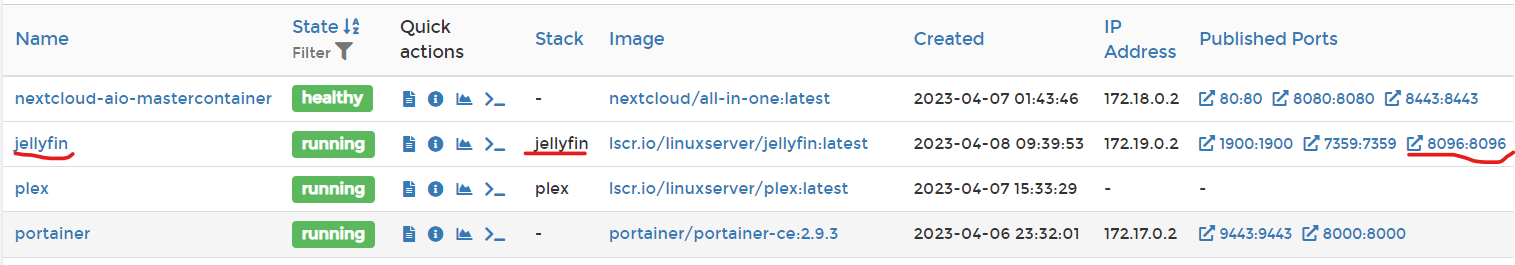 Name State Filter Quick actions Stack Image Created IP Address Published Ports
nextcloud-aio-mastercontainer healthy - nextcloud/all-in-one:latest 2023-04-07 01:43:46 172.18.0.2 80:80 8080:8080 8443:8443
jellyfin running jellyfin lscr.io/linuxserver/jellyfin:latest 2023-04-08 09:39:53 172.19.0.2 1900:1900 7359:7359 8096:8096
plex running plex lscr.io/linuxserver/plex:latest 2023-04-07 15:33:29 - -
portainer running - portainer/portainer-ce:2.9.3 2023-04-06 23:32:01 172.17.0.2 9443:9443 8000:8000